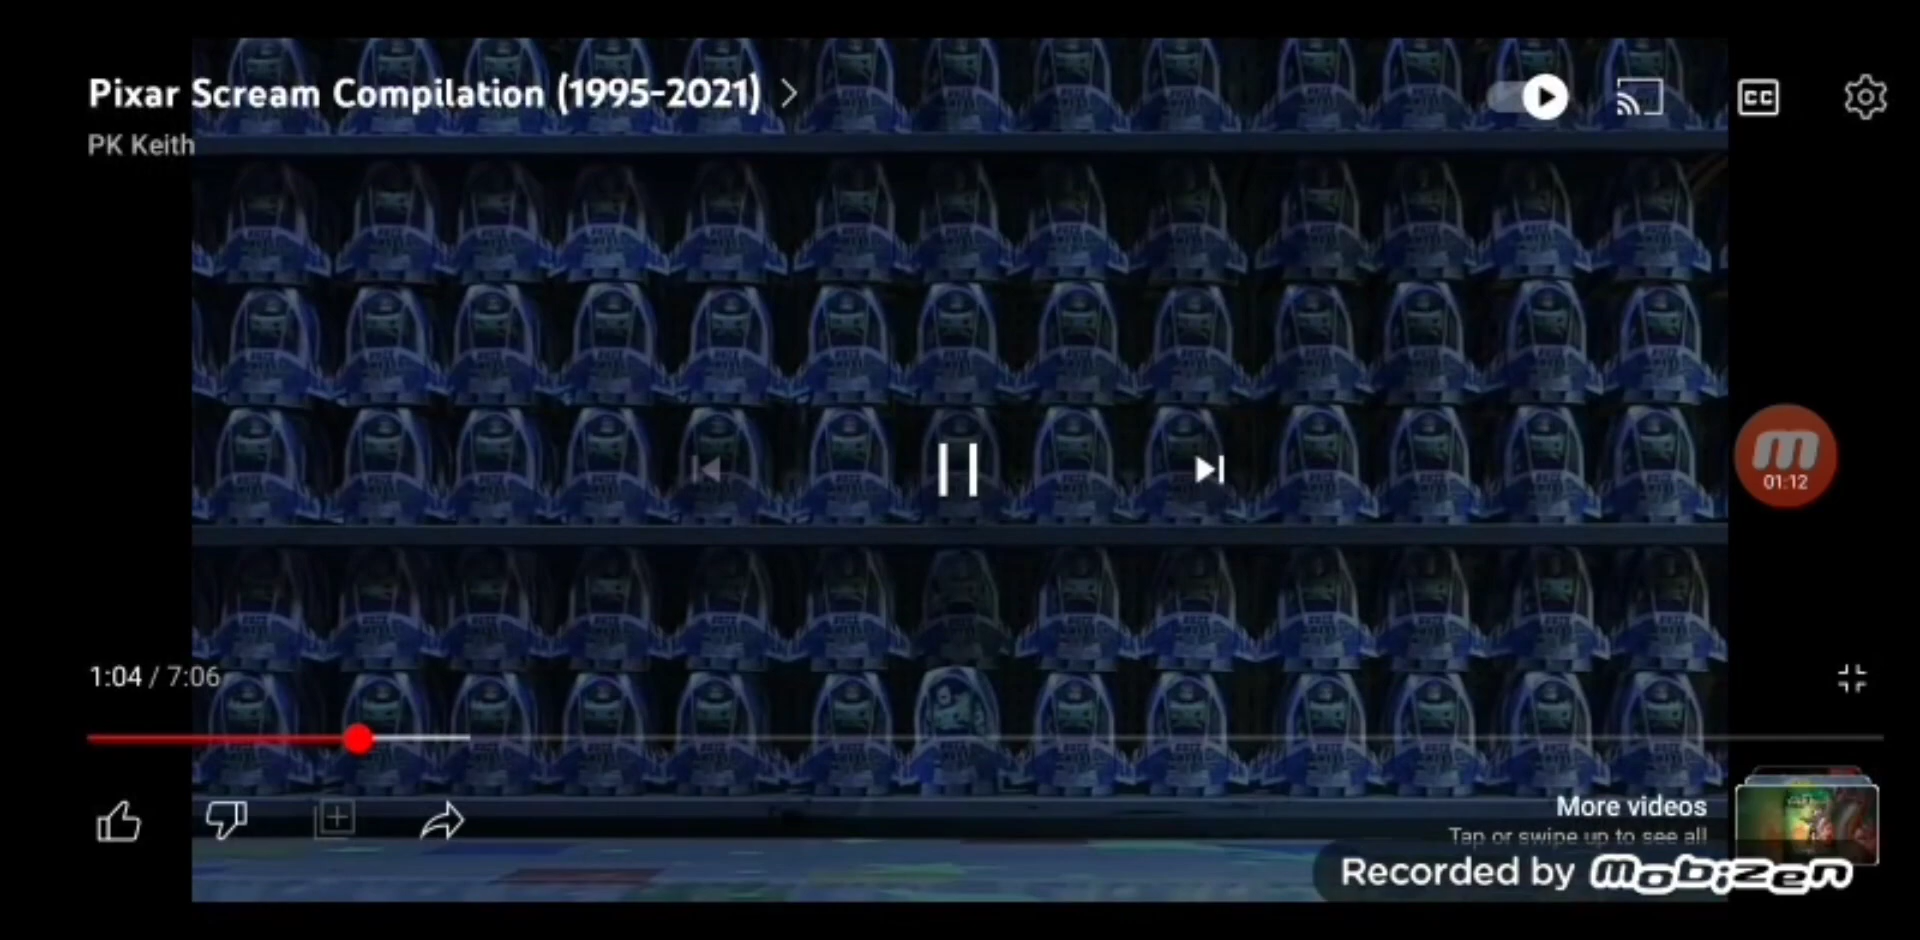 Pixar Scream Compilation (1995-2021)
CC
PK Keith
01:12
1:04 / 7:06
More videos
Tap or swipe up to see all
Recorded by mobizen